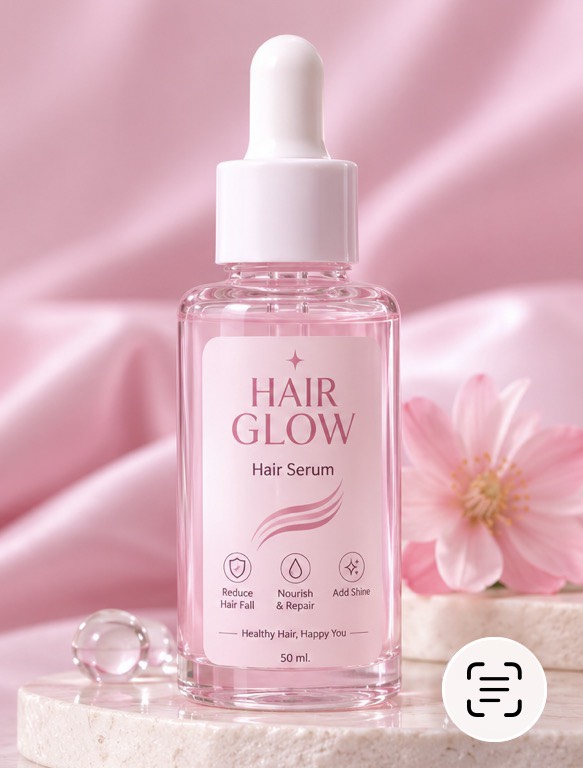 HAIR
GLOW
Hair Serum
Reduce
Hair Fall
Nourish
& Repair
Add Shine
Healthy Hair, Happy You
50 ml.